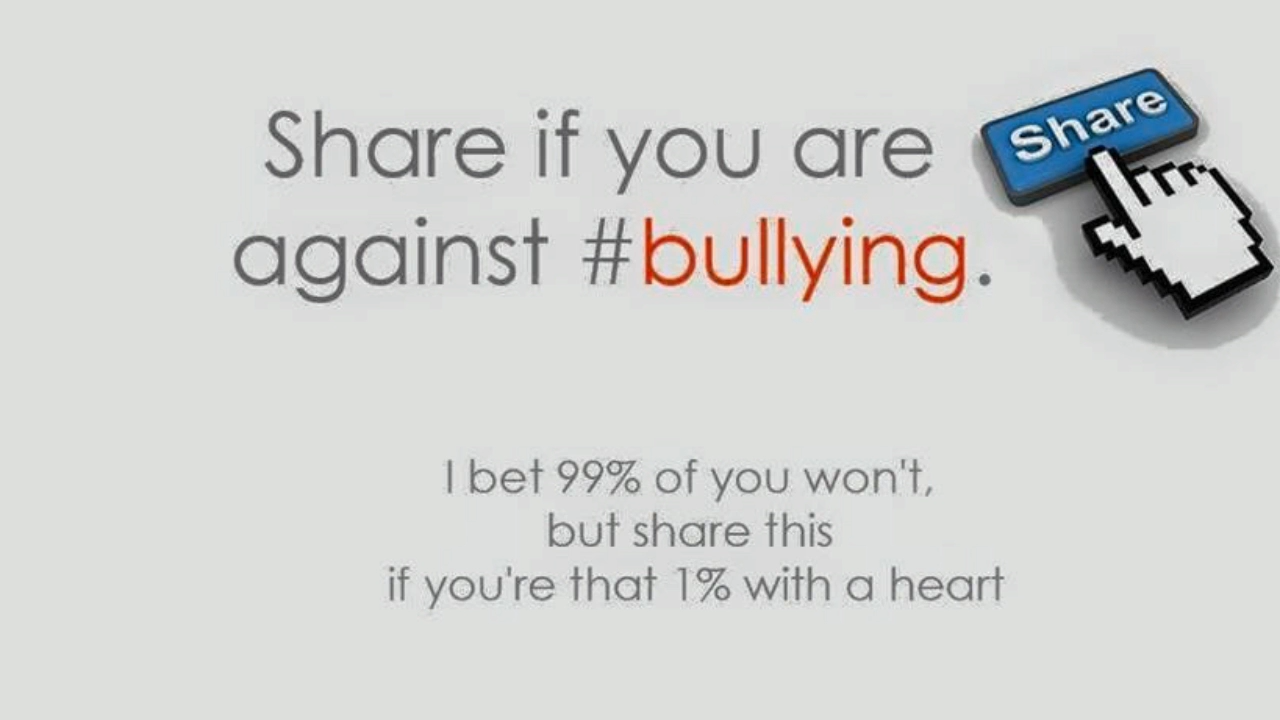 Share if you are
against #bullying.
Share
I bet 99% of you won't,
but share this
if you're that 1% with a heart